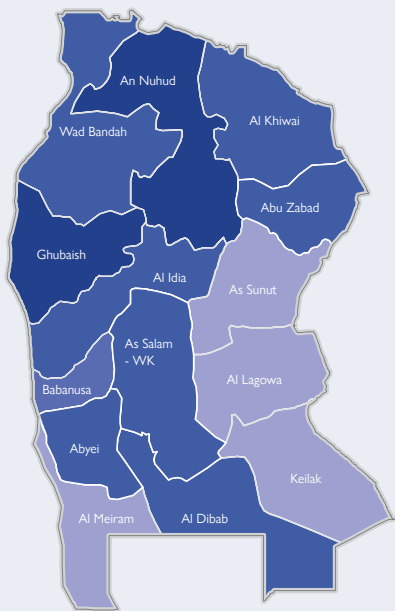 An Nuhud
Al Khiwai
Wad Bandah
Abu Zabad
Ghubaish
Al Idia
As Sunut
As Salam
- WK
Al Lagowa
Babanusa
Abyei
Keilak
Al Meiram
Al Dibab